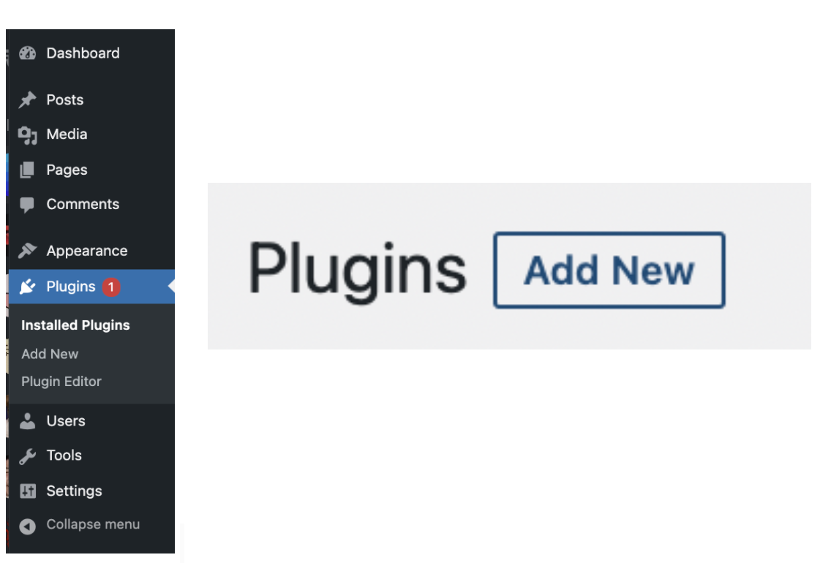 Dashboard
Posts
Media
Pages
Comments
Appearance
Plugins 1
Installed Plugins
Add New
Plugin Editor
Users
Tools
Settings
Collapse menu
Plugins Add New